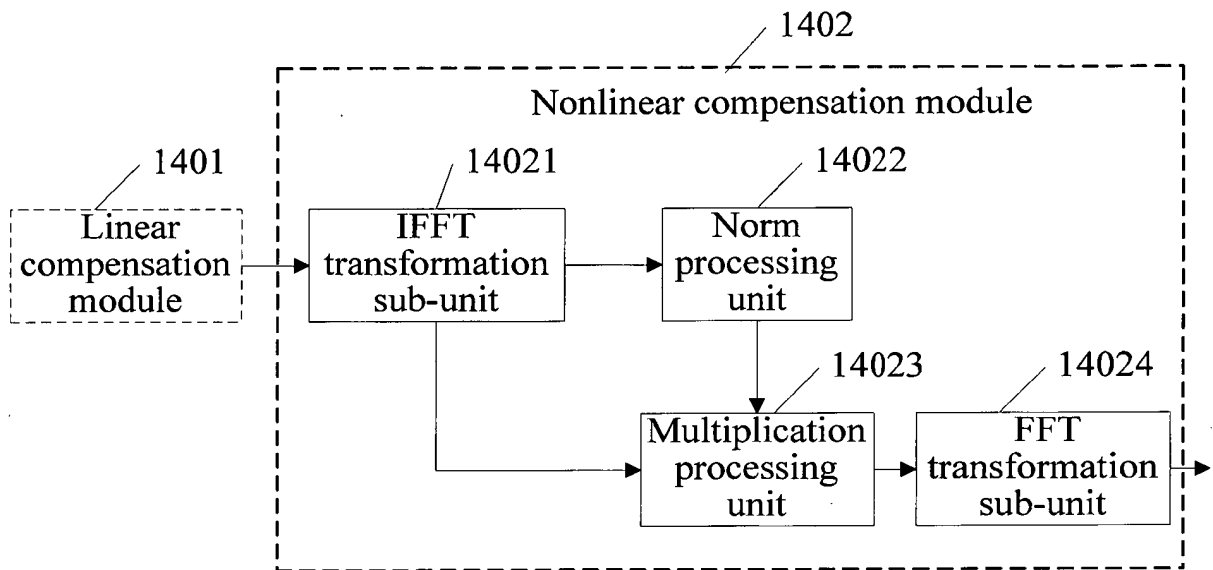 1402
Nonlinear compensation module
1401
14021
14022
Linear
compensation
module
IFFT
transformation
sub-unit
Norm
processing
unit
14023
14024
Multiplication
processing
unit
FFT
transformation
sub-unit